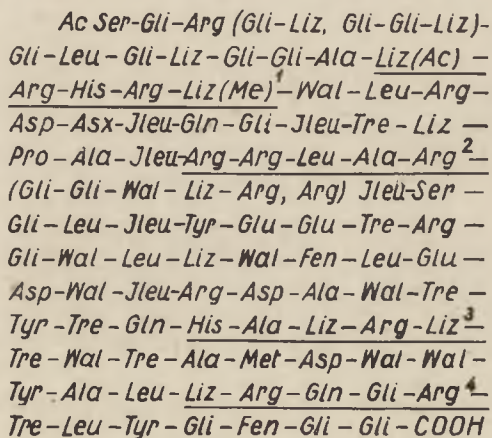 Ac Ser-Gli-Arg (Gli-Liz, Gli-Gli-Liz)-
Gli-Leu-Gli-Liz-Gli-Gli-Ala-Liz(Ac)-
Arg-His-Arg-Liz(Me)¹-Wal-Leu-Arg-
Asp-Asx-Jleu-Gln-Gli-Jleu-Tre-Liz-
Pro-Ala-Jleu-Arg-Arg-Leu-Ala-Arg²-
(Gli-Gli-Wal-Liz-Arg, Arg) Jleu-Ser-
Gli-Leu-Jleu-Tyr-Glu-Glu-Tre-Arg-
Gli-Wal-Leu-Liz-Wal-Fen-Leu-Glu-
Asp-Wal-Jleu-Arg-Asp-Ala-Wal-Tre-
Tyr-Tre-Gln-His-Ala-Liz-Arg-Liz³-
Tre-Wal-Tre-Ala-Met-Asp-Wal-Wal-
Tyr-Ala-Leu-Liz-Arg-Gln-Gli-Arg⁴-
Tre-Leu-Tyr-Gli-Fen-Gli-Gli-COOH